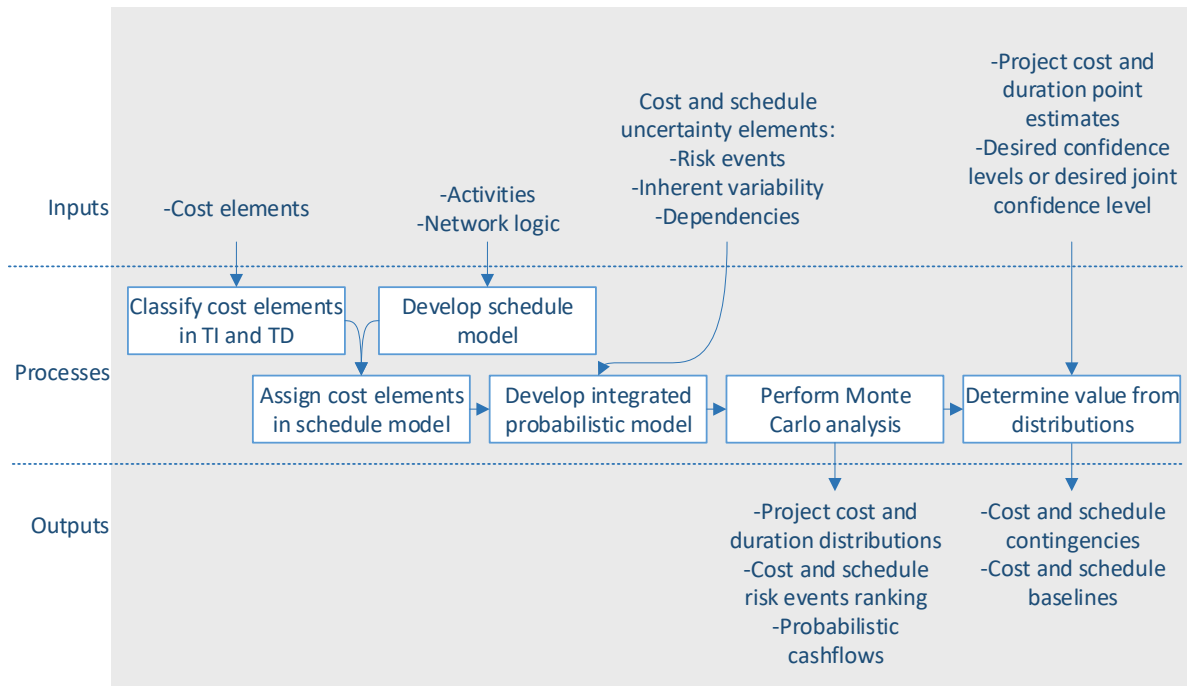 Inputs
-Cost elements
-Activities
-Network logic
Cost and schedule
uncertainty elements:
-Risk events
-Inherent variability
-Dependencies
-Project cost and
duration point
estimates
-Desired confidence
levels or desired joint
confidence level
Processes
Classify cost elements
in TI and TD
Develop schedule
model
Assign cost elements
in schedule model
Develop integrated
probabilistic model
Perform Monte
Carlo analysis
Determine value from
distributions
Outputs
-Project cost and
duration distributions
-Cost and schedule
risk events ranking
-Probabilistic
cashflows
-Cost and schedule
contingencies
-Cost and schedule
baselines